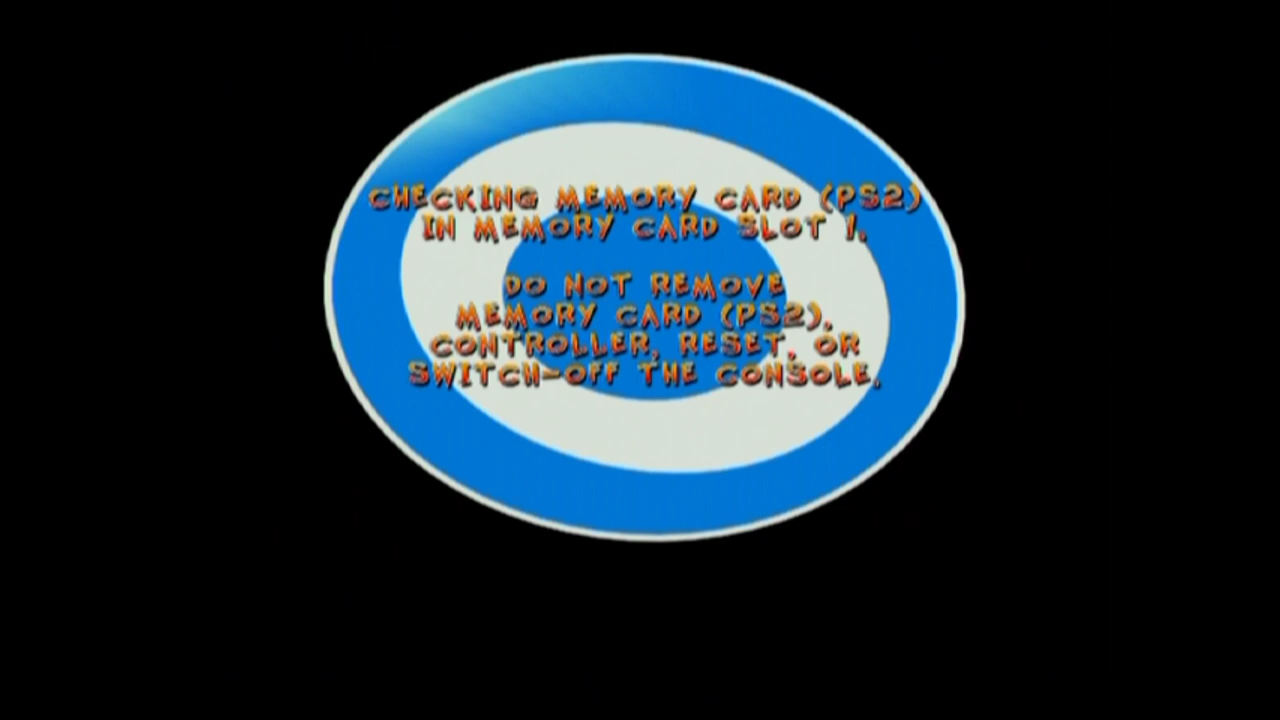 CHECKING MEMORY CARD (PS2)
IN MEMORY CARD SLOT 1.
DO NOT REMOVE
MEMORY CARD (PS2),
CONTROLLER, RESET, OR
SWITCH-OFF THE CONSOLE.